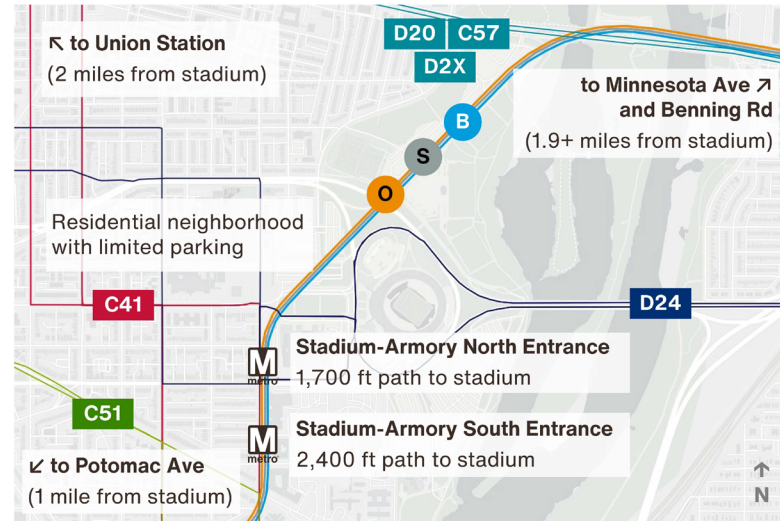 ↖ to Union Station
(2 miles from stadium)
D20 C57
D2X
to Minnesota Ave ↗
and Benning Rd
(1.9+ miles from stadium)
B
S
O
Residential neighborhood
with limited parking
C41
D24
M
metro
Stadium-Armory North Entrance
1,700 ft path to stadium
C51
M
metro
Stadium-Armory South Entrance
2,400 ft path to stadium
↙ to Potomac Ave
(1 mile from stadium)
↑
N